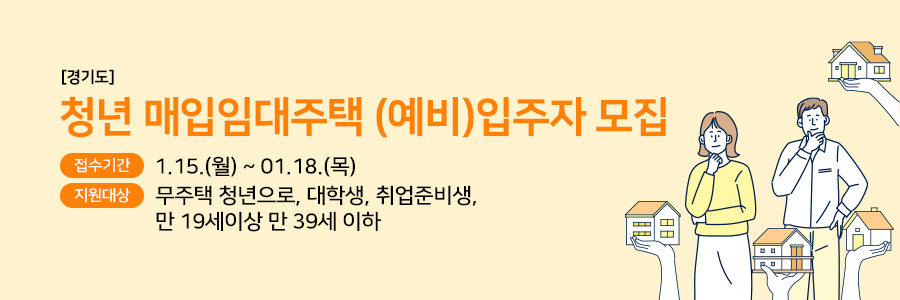 [경기도]
청년 매입임대주택 (예비)입주자 모집
접수기간 1.15.(월) ~ 01.18.(목)
지원대상 무주택 청년으로, 대학생, 취업준비생,
만 19세이상 만 39세 이하